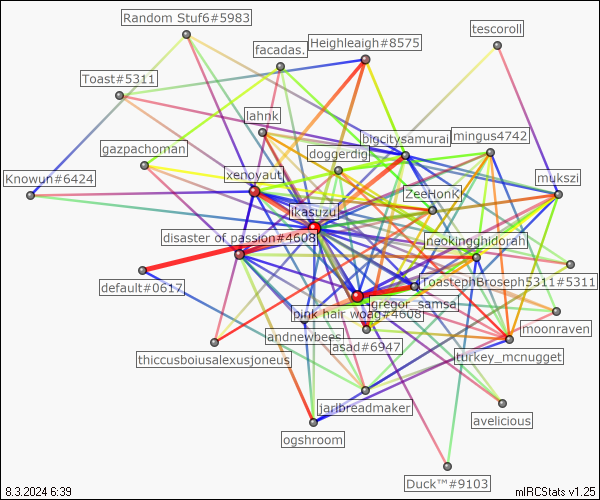 Random Stuf6#5983
tescoroll
facadas.
Heighleaigh#8575
Toast#5311
lahnk
bigcitysamurai
mingus4742
gazpachoman
doggerdig
xenoyaut
Knowun#6424
mukszi
ZeeHonK
ikasuzu
disaster of passion#4608
neokingghidorah
default#0617
ToastephBroseph5311#5311
gregor_samsa
pink hair woag#4608
moonraven
andnewbees
asad#6947
thiccusboiusalexusjoneus
turkey_mcnugget
jarlbreadmaker
avelicious
ogshroom
Duck™#9103
8.3.2024 6:39
mIRCStats v1.25